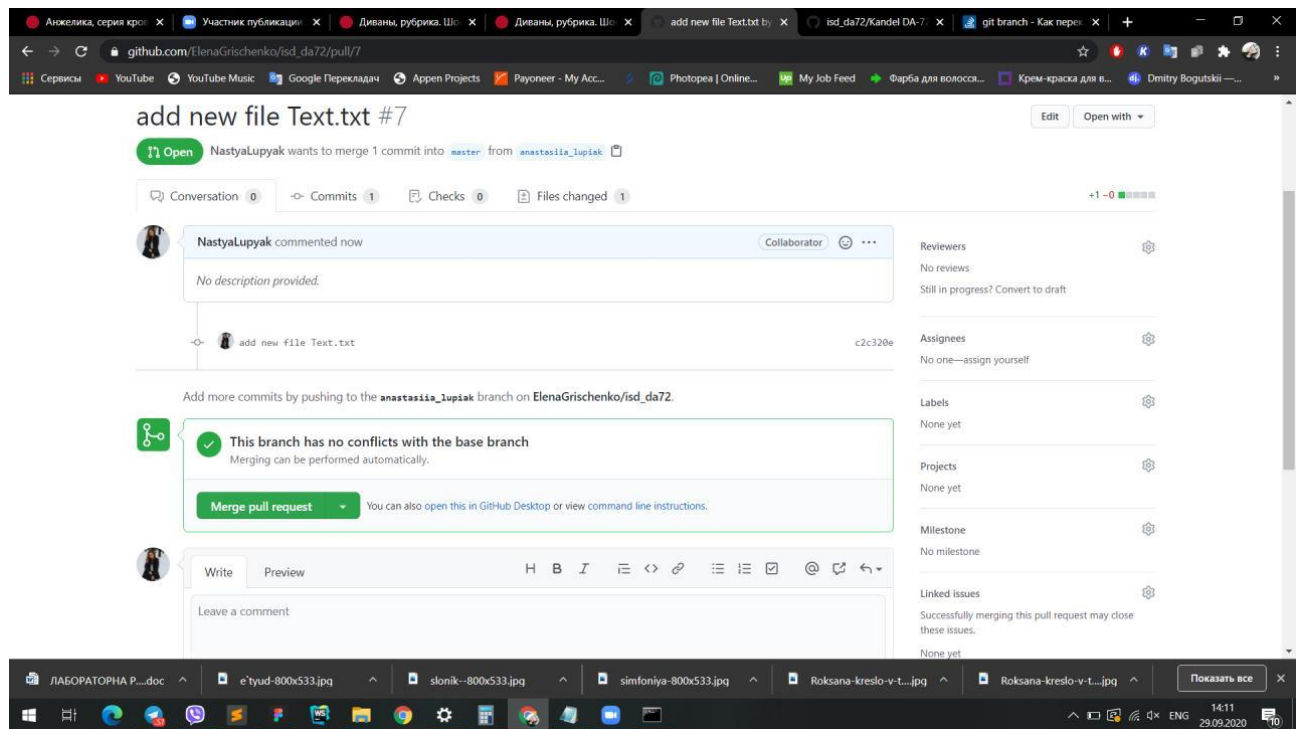 Анжелика, серия кров
Участник публикации
Диваны, рубрика. Шо
Диваны, рубрика. Шо
add new file Text.txt by
isd_da72/Kandel DA-7
git branch - Как перек
github.com/ElenaGrischenko/isd_da72/pull/7
Сервисы
YouTube
YouTube Music
Google Перекладач
Appen Projects
Payoneer - My Acc...
Photopea | Online...
Up My Job Feed
Фарба для волосся...
Крем-краска для в...
Dmitry Bogutskii —...
»
add new file Text.txt #7
Edit
Open with
Open
NastyaLupyak wants to merge 1 commit into master from anastasiia_lupiak
Conversation 0
Commits 1
Checks 0
Files changed 1
+1 −0
NastyaLupyak commented now
Collaborator
No description provided.
add new file Text.txt
c2c320e
Add more commits by pushing to the anastasiia_lupiak branch on ElenaGrischenko/isd_da72.
This branch has no conflicts with the base branch
Merging can be performed automatically.
Merge pull request
You can also open this in GitHub Desktop or view command line instructions.
Write
Preview
H B I
Leave a comment
Reviewers
No reviews
Still in progress? Convert to draft
Assignees
No one—assign yourself
Labels
None yet
Projects
None yet
Milestone
No milestone
Linked issues
Successfully merging this pull request may close
these issues.
None yet
ЛАБОРАТОРНА Р....doc
e`tyud-800x533.jpg
slonik--800x533.jpg
simfoniya-800x533.jpg
Roksana-kreslo-v-t....jpg
Roksana-kreslo-v-t....jpg
Показать все
ENG
14:11
29.09.2020
10